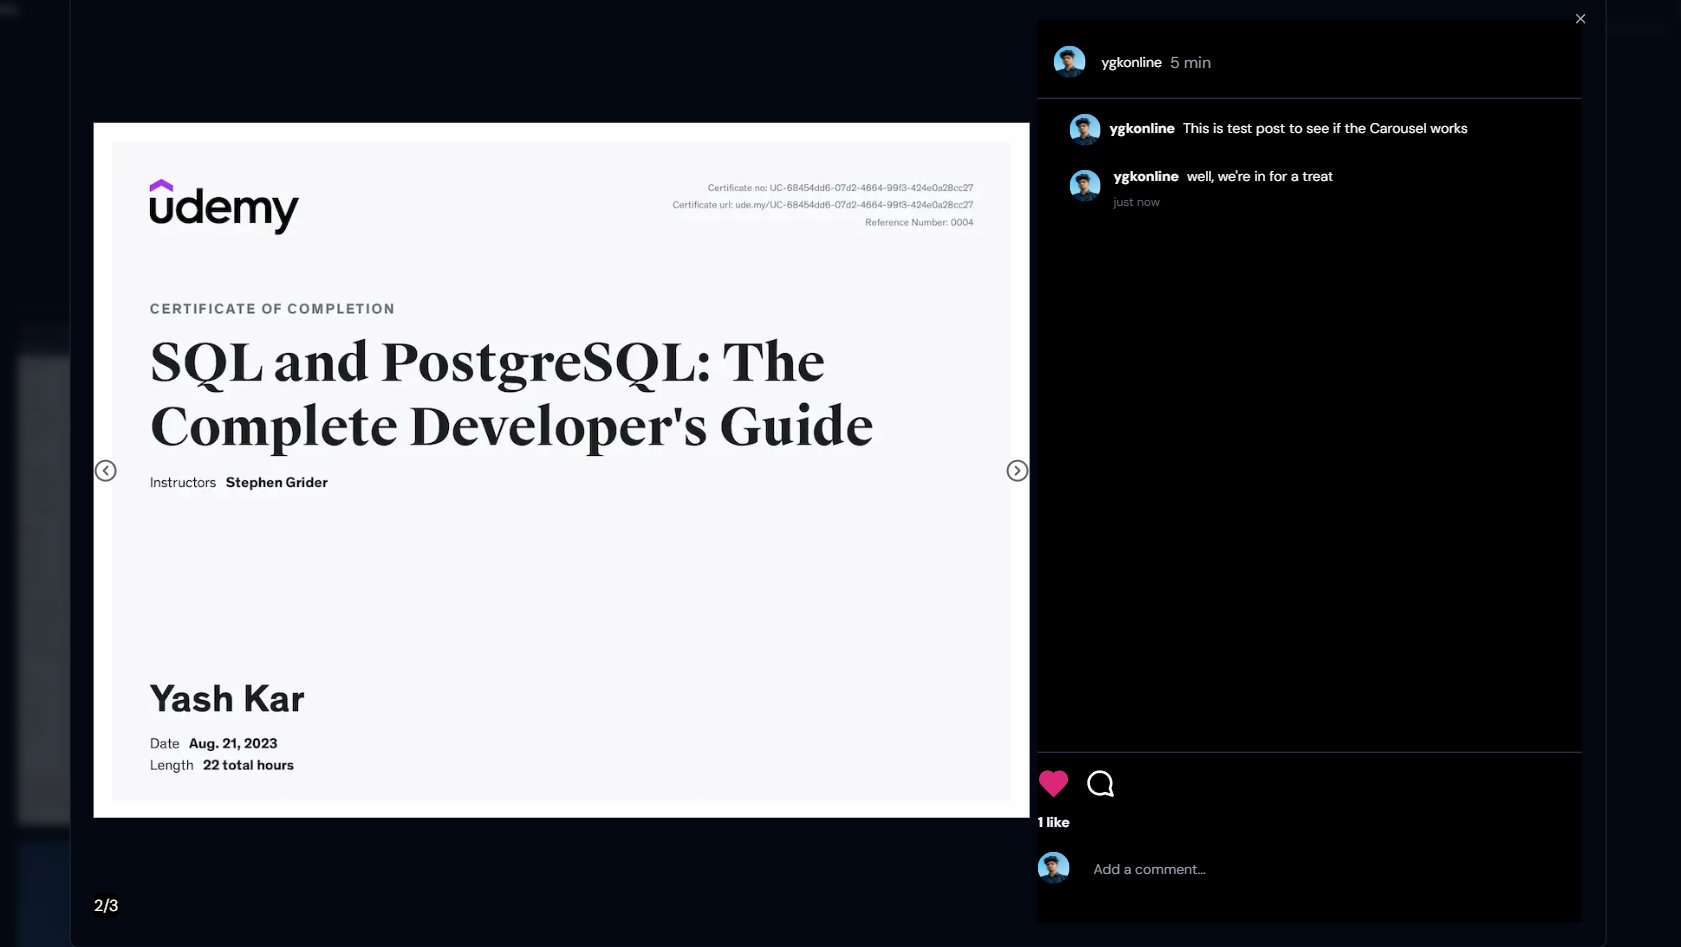 ygkonline 5 min
ygkonline This is test post to see if the Carousel works
ygkonline well, we're in for a treat
just now
udemy
Certificate no: UC-68454dd6-07d2-4664-99f3-424e0a28cc27
Certificate url: ude.my/UC-68454dd6-07d2-4664-99f3-424e0a28cc27
Reference Number: 0004
CERTIFICATE OF COMPLETION
SQL and PostgreSQL: The
Complete Developer's Guide
Instructors Stephen Grider
Yash Kar
Date Aug. 21, 2023
Length 22 total hours
1 like
Add a comment...
2/3